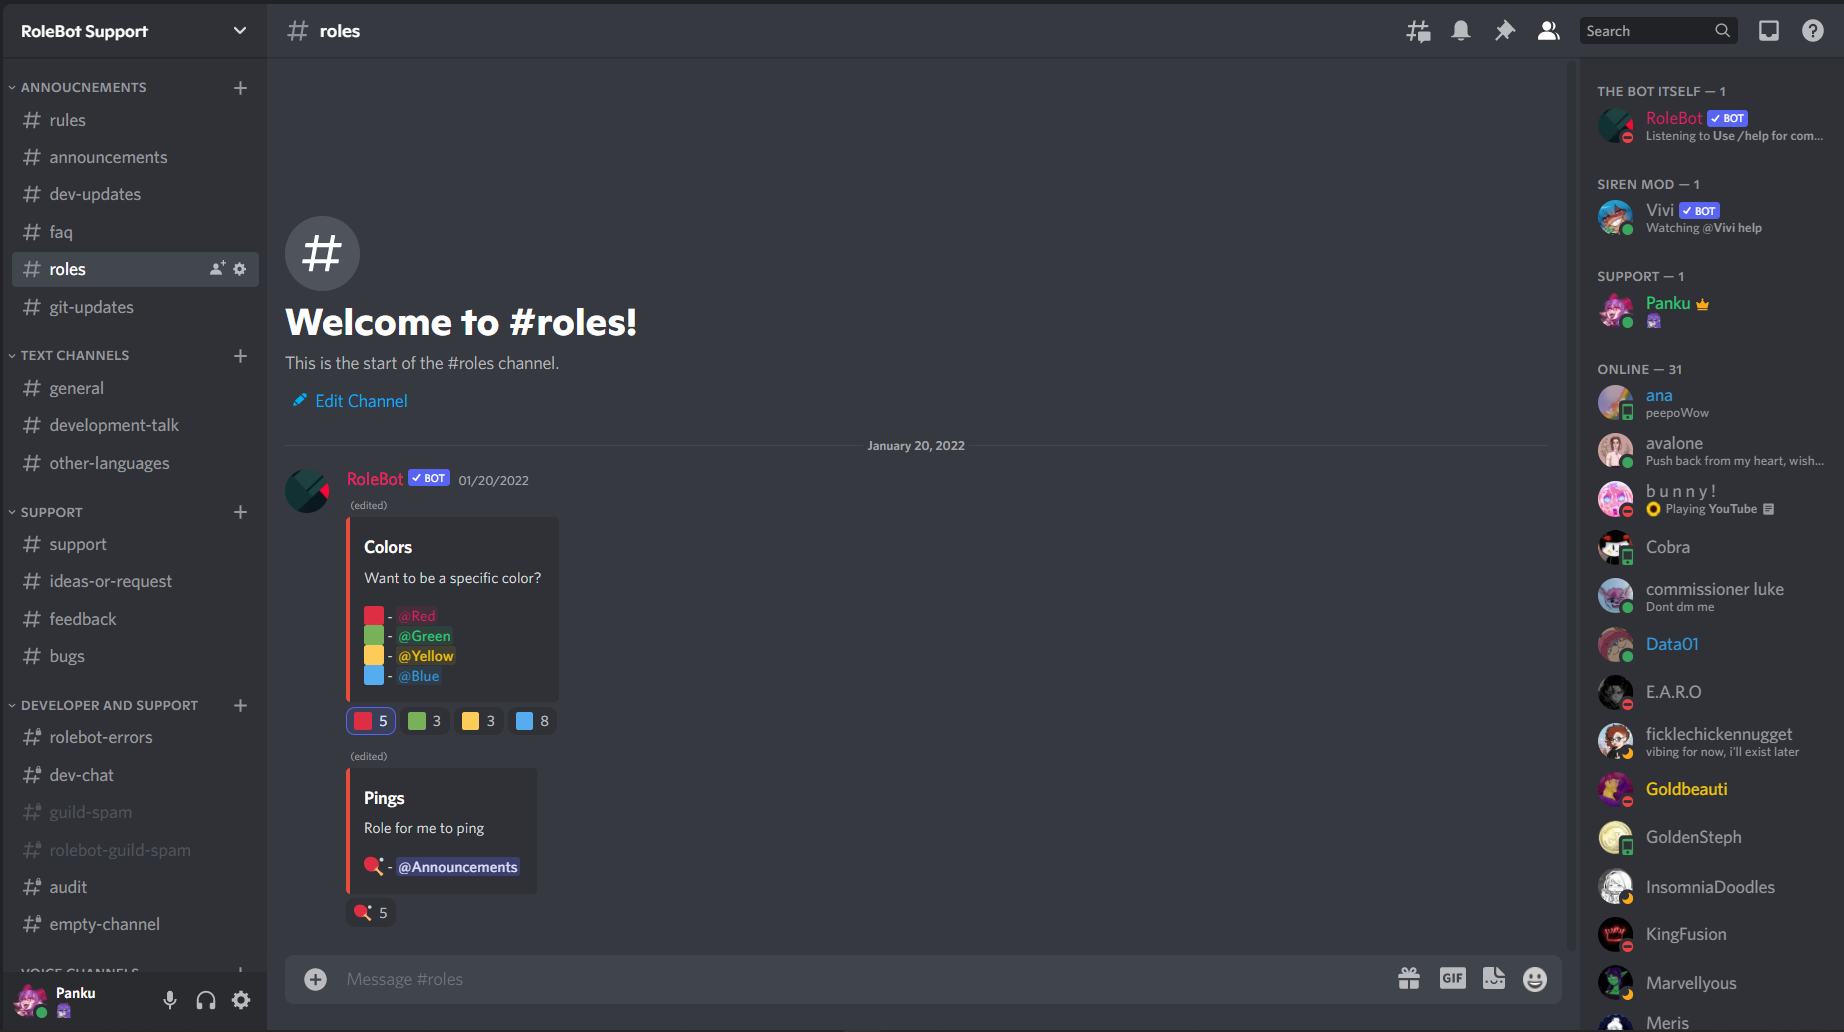 RoleBot Support
ANNOUCNEMENTS
rules
announcements
dev-updates
faq
roles
git-updates
TEXT CHANNELS
general
development-talk
other-languages
SUPPORT
support
ideas-or-request
feedback
bugs
DEVELOPER AND SUPPORT
rolebot-errors
dev-chat
guild-spam
rolebot-guild-spam
audit
empty-channel
VOICE CHANNELS
Panku
# roles
Search
#
Welcome to #roles!
This is the start of the #roles channel.
Edit Channel
January 20, 2022
RoleBot ✓ BOT 01/20/2022
(edited)
Colors
Want to be a specific color?
- @Red
- @Green
- @Yellow
- @Blue
5 3 3 8
(edited)
Pings
Role for me to ping
- @Announcements
5
Message #roles
GIF
THE BOT ITSELF — 1
RoleBot ✓ BOT
Listening to Use /help for com...
SIREN MOD — 1
Vivi ✓ BOT
Watching @Vivi help
SUPPORT — 1
Panku
ONLINE — 31
ana
peepoWow
avalone
Push back from my heart, wish...
b u n n y !
Playing YouTube
Cobra
commissioner luke
Dont dm me
Data01
E.A.R.O
ficklechickennugget
vibing for now, i'll exist later
Goldbeauti
GoldenSteph
InsomniaDoodles
KingFusion
Marvellyous
Meris